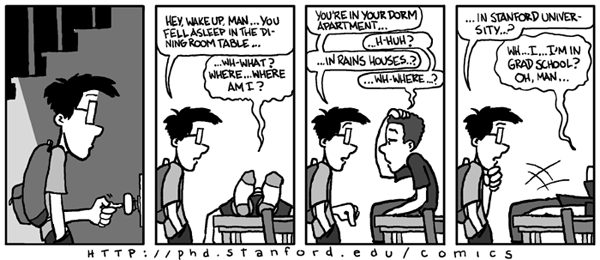 HEY, WAKE UP, MAN...YOU
FELL ASLEEP IN THE DI-
NING ROOM TABLE...
...WH-WHAT?
WHERE...WHERE
AM I?
YOU'RE IN YOUR DORM
APARTMENT...
...H-HUH?
...IN RAINS HOUSES..?
...WH-WHERE...?
...IN STANFORD UNIVER-
SITY..?
WH...I...I'M IN
GRAD SCHOOL?
OH, MAN...
HTTP://phd.stanford.edu/comics